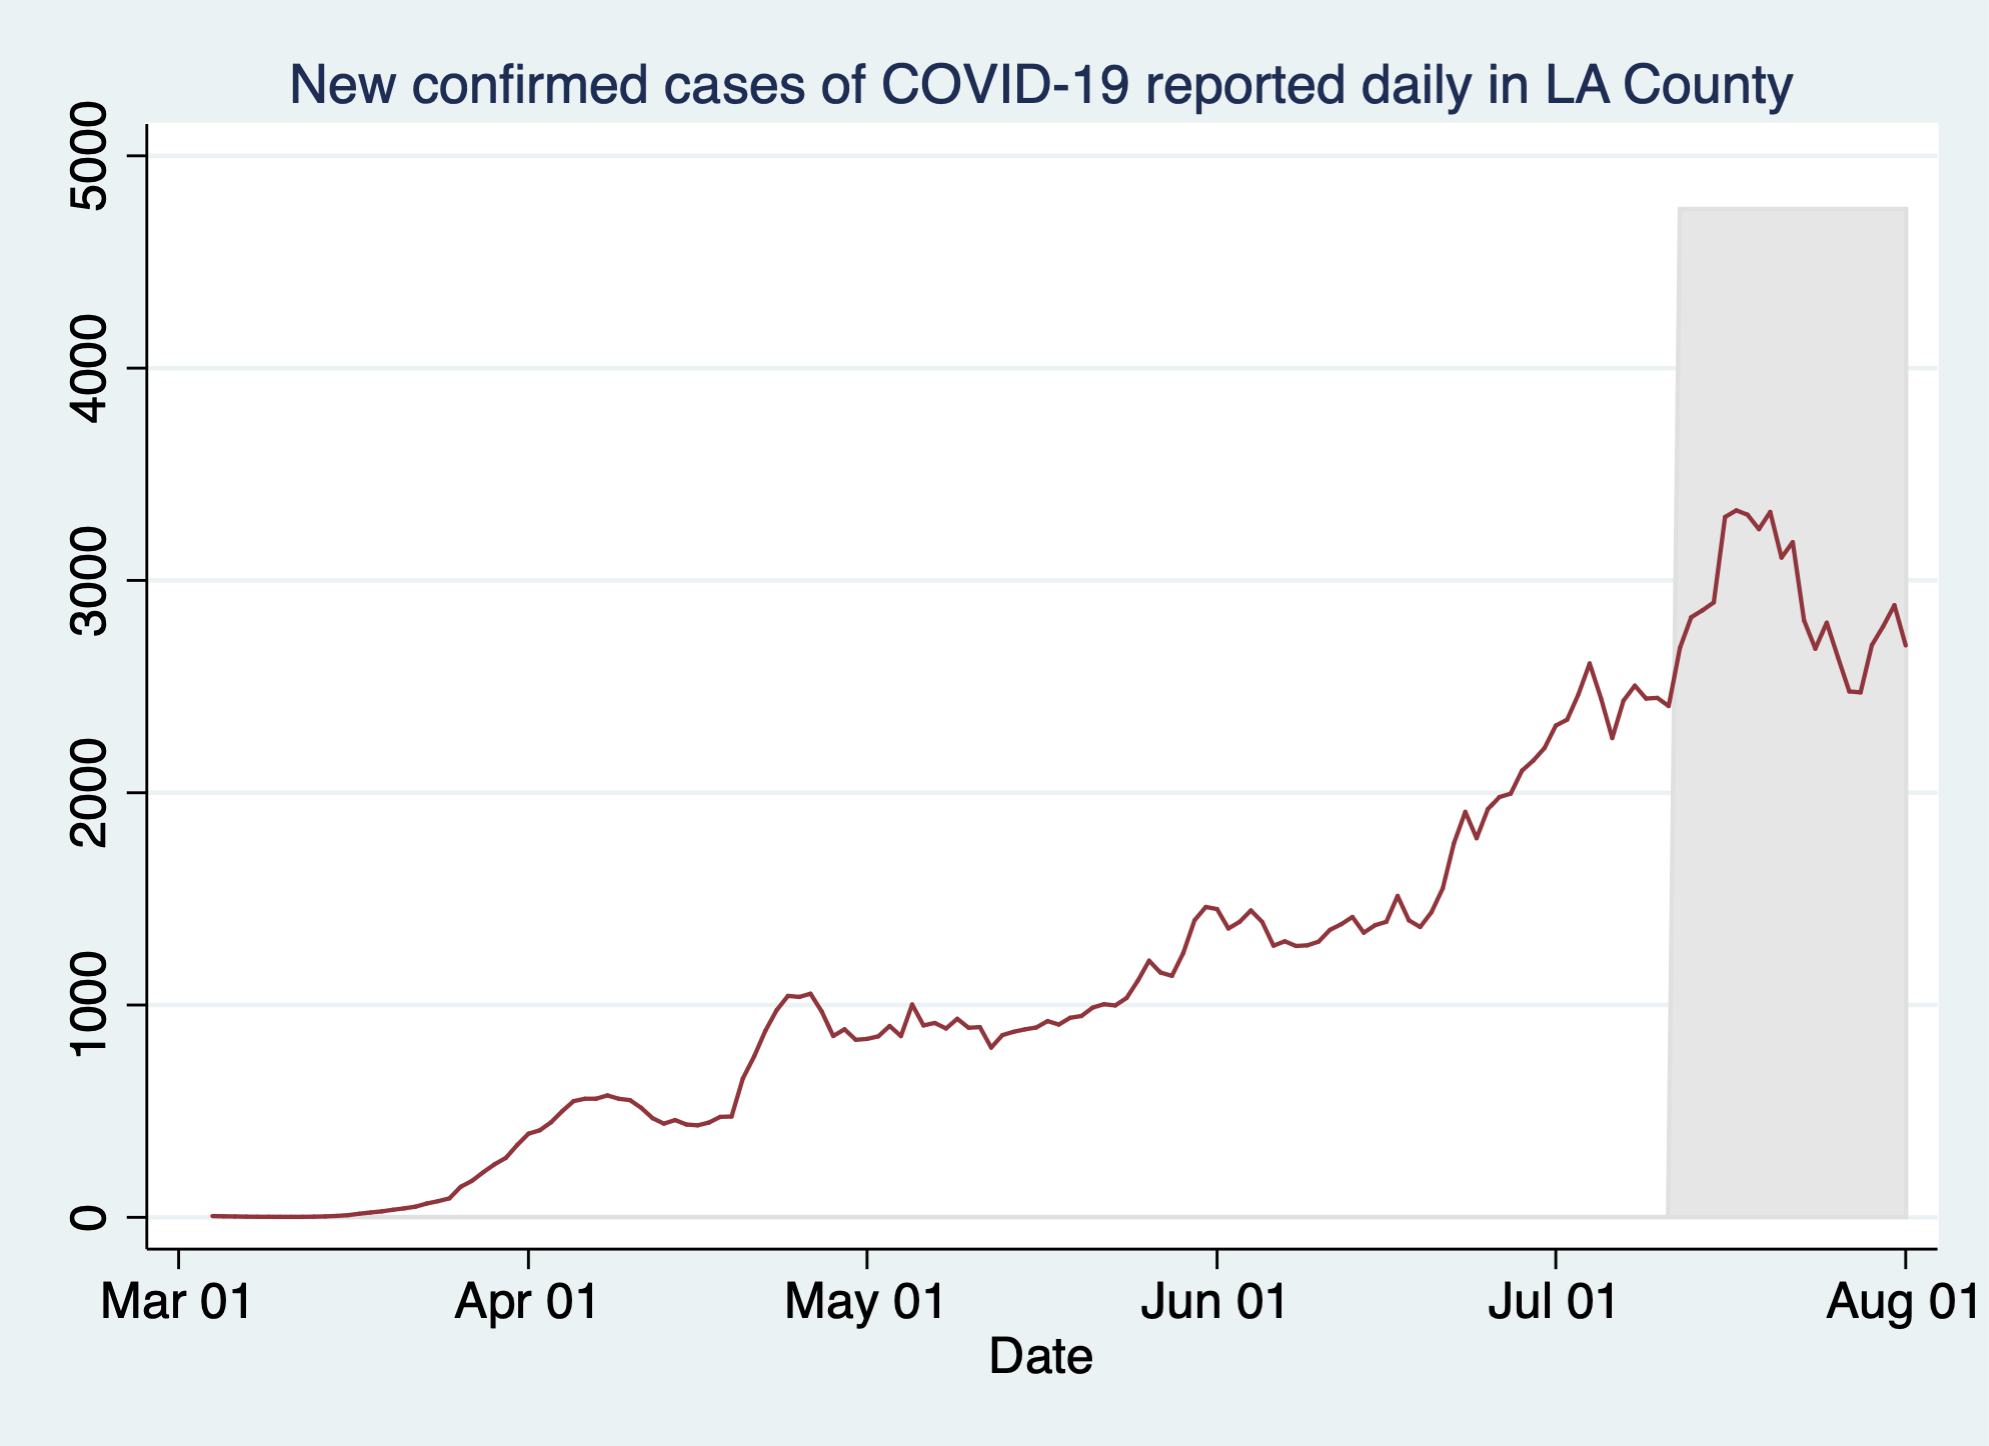 New confirmed cases of COVID-19 reported daily in LA County
5000
4000
3000
2000
1000
0
Mar 01 Apr 01 May 01 Jun 01 Jul 01 Aug 01
Date